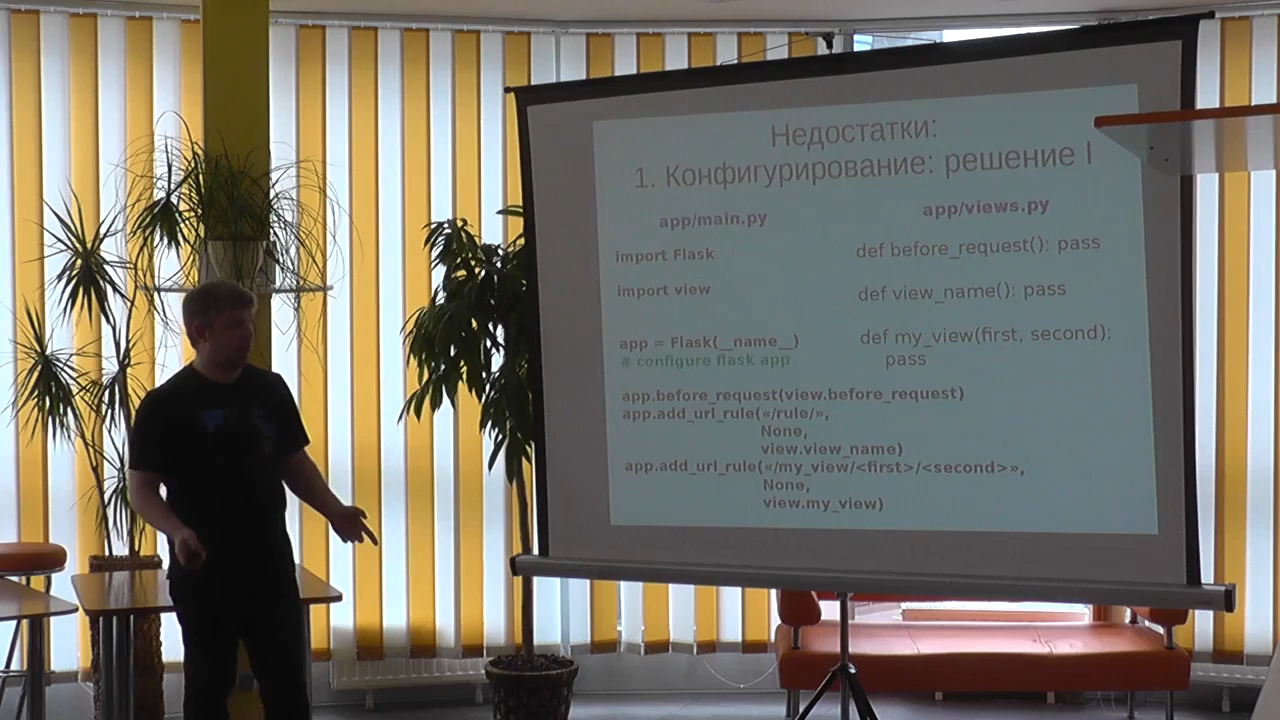 Недостатки:
1. Конфигурирование: решение I
app/main.py
import Flask
import view
app = Flask(__name__)
# configure flask app
app.before_request(view.before_request)
app.add_url_rule(«/rule/»,
None,
view.view_name)
app.add_url_rule(«/my_view/<first>/<second>»,
None,
view.my_view)
app/views.py
def before_request(): pass
def view_name(): pass
def my_view(first, second):
pass